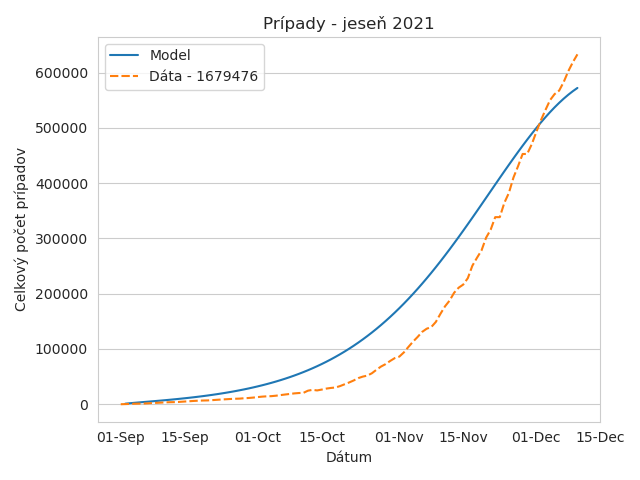 Prípady - jeseň 2021
Model
Dáta - 1679476
Celkový počet prípadov
600000
500000
400000
300000
200000
100000
0
01-Sep 15-Sep 01-Oct 15-Oct 01-Nov 15-Nov 01-Dec 15-Dec
Dátum